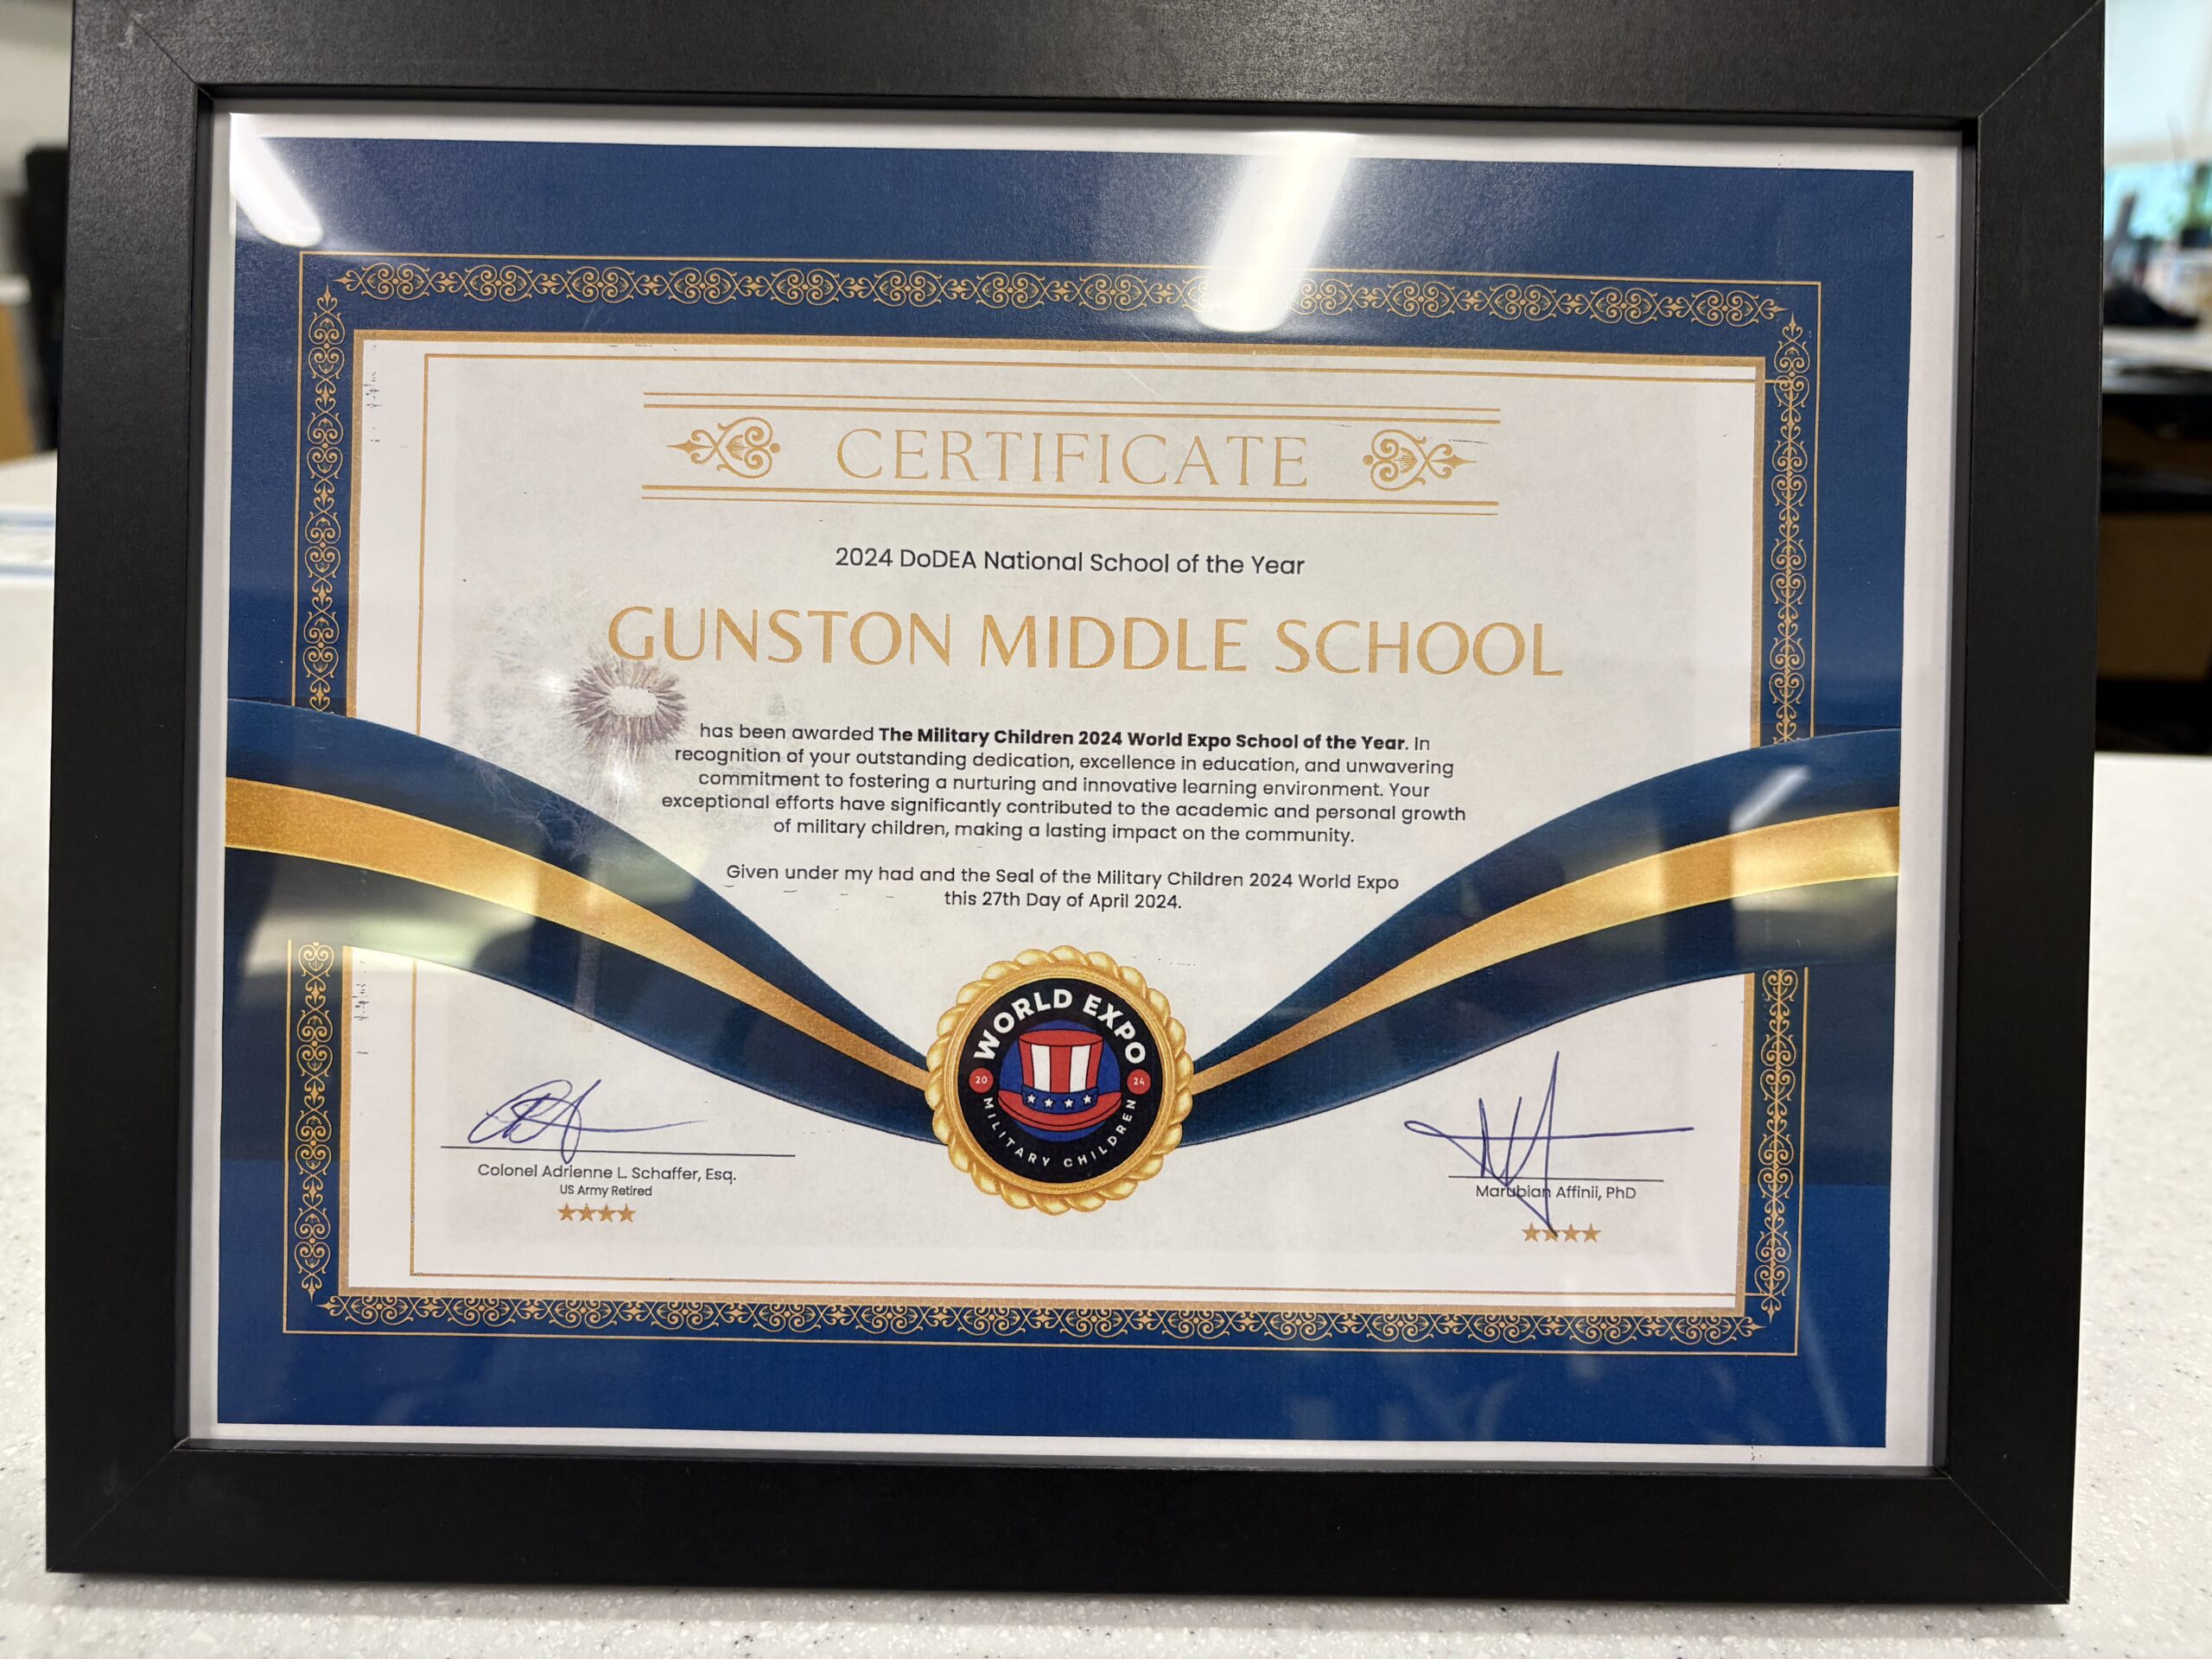 CERTIFICATE
2024 DoDEA National School of the Year
GUNSTON MIDDLE SCHOOL
has been awarded The Military Children 2024 World Expo School of the Year. In
recognition of your outstanding dedication, excellence in education, and unwavering
commitment to fostering a nurturing and innovative learning environment. Your
exceptional efforts have significantly contributed to the academic and personal growth
of military children, making a lasting impact on the community.
Given under my had and the Seal of the Military Children 2024 World Expo
this 27th Day of April 2024.
WORLD EXPO
20 24
MILITARY CHILDREN
Colonel Adrienne L. Schaffer, Esq.
US Army Retired
Marubian Affinii, PhD